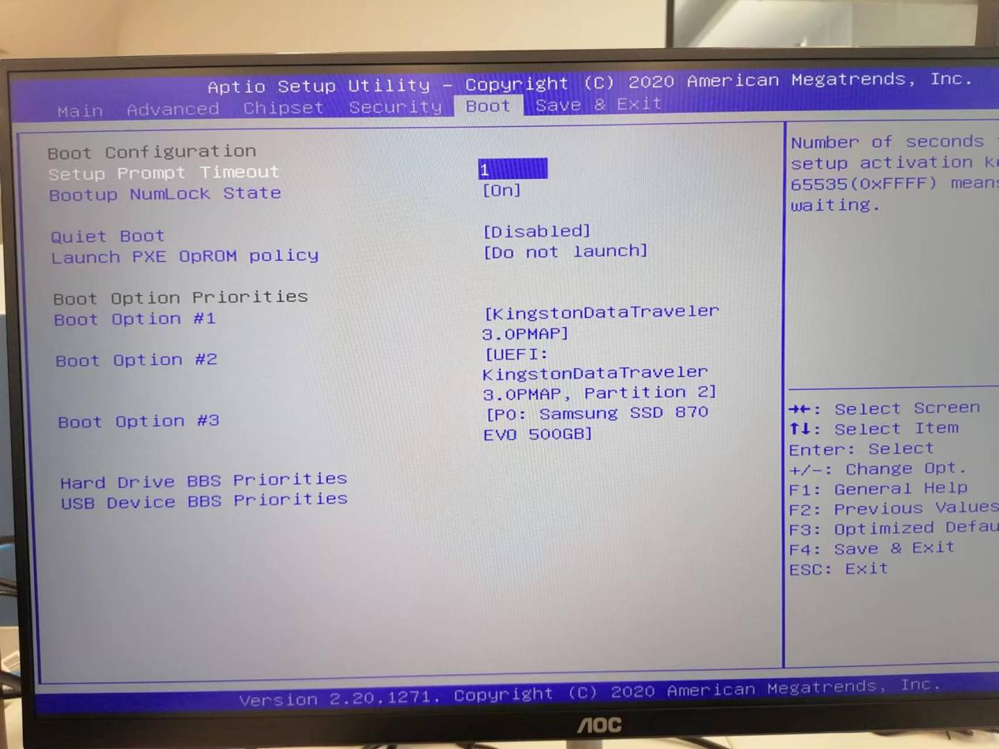 Aptio Setup Utility - Copyright (C) 2020 American Megatrends, Inc.
Main Advanced Chipset Security Boot Save & Exit
Boot Configuration
Setup Prompt Timeout 1
Bootup NumLock State [On]
Quiet Boot [Disabled]
Launch PXE OpROM policy [Do not launch]
Boot Option Priorities
Boot Option #1 [KingstonDataTraveler
3.0PMAP]
Boot Option #2 [UEFI:
KingstonDataTraveler
3.0PMAP, Partition 2]
Boot Option #3 [P0: Samsung SSD 870
EVO 500GB]
Hard Drive BBS Priorities
USB Device BBS Priorities
Number of seconds
setup activation
65535(0xFFFF) means
waiting.
→←: Select Screen
↑↓: Select Item
Enter: Select
+/-: Change Opt.
F1: General Help
F2: Previous Values
F3: Optimized Defau
F4: Save & Exit
ESC: Exit
Version 2.20.1271. Copyright (C) 2020 American Megatrends, Inc.
AOC